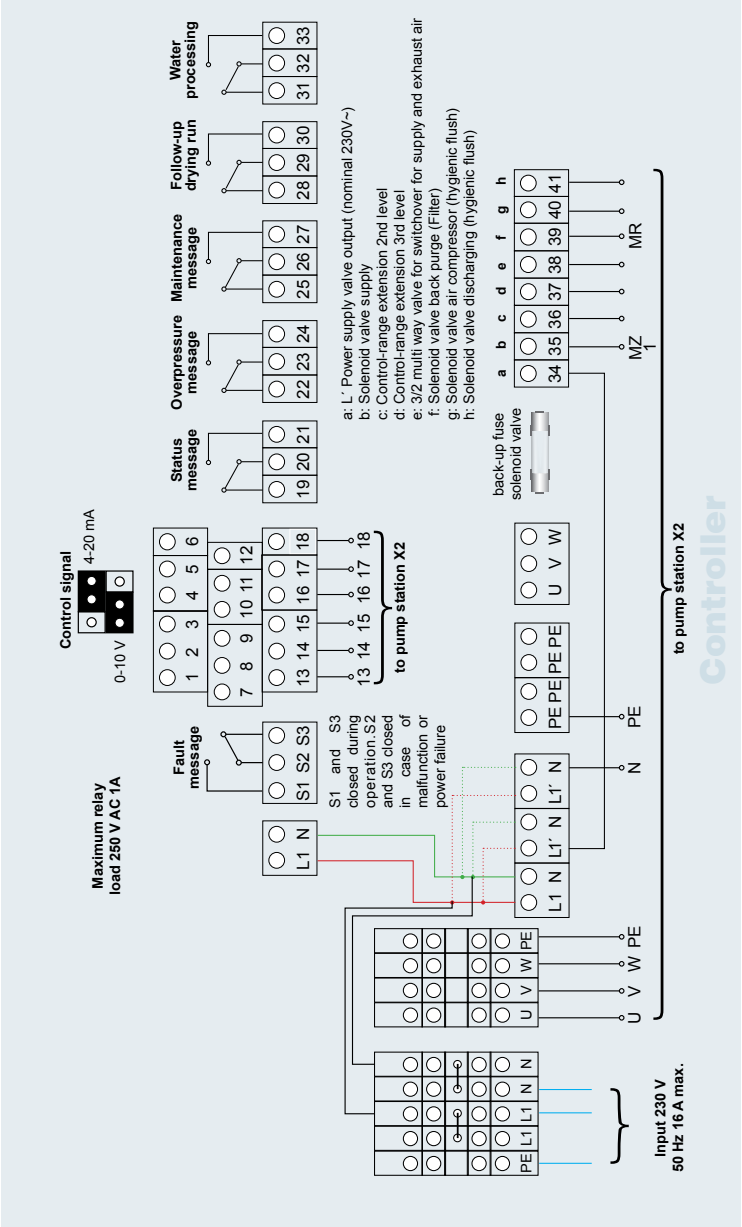 Maximum relay
load 250 V AC 1A
Control signal
0-10 V
4-20 mA
Fault
message
S1 S2 S3
S1 and S3
closed during
operation.S2
and S3 closed
in case of
malfunction or
power failure
L1 N
1 2 3 4 5 6
7 8 9 10 11 12
13 14 15 16 17 18
13 14 15 16 17 18
to pump station X2
Status
message
19 20 21
Overpressure
message
22 23 24
Maintenance
message
25 26 27
Follow-up
drying run
28 29 30
Water
processing
31 32 33
a: L' Power supply valve output (nominal 230V~)
b: Solenoid valve supply
c: Control-range extension 2nd level
d: Control-range extension 3rd level
e: 3/2 multi way valve for switchover for supply and exhaust air
f: Solenoid valve back purge (Filter)
g: Solenoid valve air compressor (hygienic flush)
h: Solenoid valve discharging (hygienic flush)
PE L1 L1 N N
Input 230 V
50 Hz 16 A max.
U V W PE
U V W PE
L1 N L1´ N L1' N
N
PE PE PE PE
PE
U V W
back-up fuse
solenoid valve
a b c d e f g h
34 35 36 37 38 39 40 41
MZ
1
MR
to pump station X2
Controller